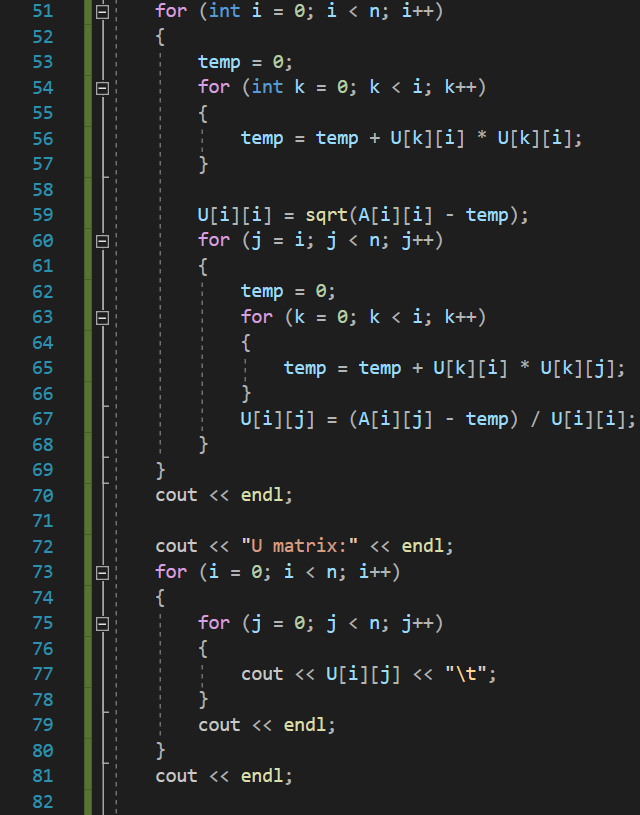 51 for (int i = 0; i < n; i++)
52 {
53 temp = 0;
54 for (int k = 0; k < i; k++)
55 {
56 temp = temp + U[k][i] * U[k][i];
57 }
58
59 U[i][i] = sqrt(A[i][i] - temp);
60 for (j = i; j < n; j++)
61 {
62 temp = 0;
63 for (k = 0; k < i; k++)
64 {
65 temp = temp + U[k][i] * U[k][j];
66 }
67 U[i][j] = (A[i][j] - temp) / U[i][i];
68 }
69 }
70 cout << endl;
71
72 cout << "U matrix:" << endl;
73 for (i = 0; i < n; i++)
74 {
75 for (j = 0; j < n; j++)
76 {
77 cout << U[i][j] << "\t";
78 }
79 cout << endl;
80 }
81 cout << endl;
82